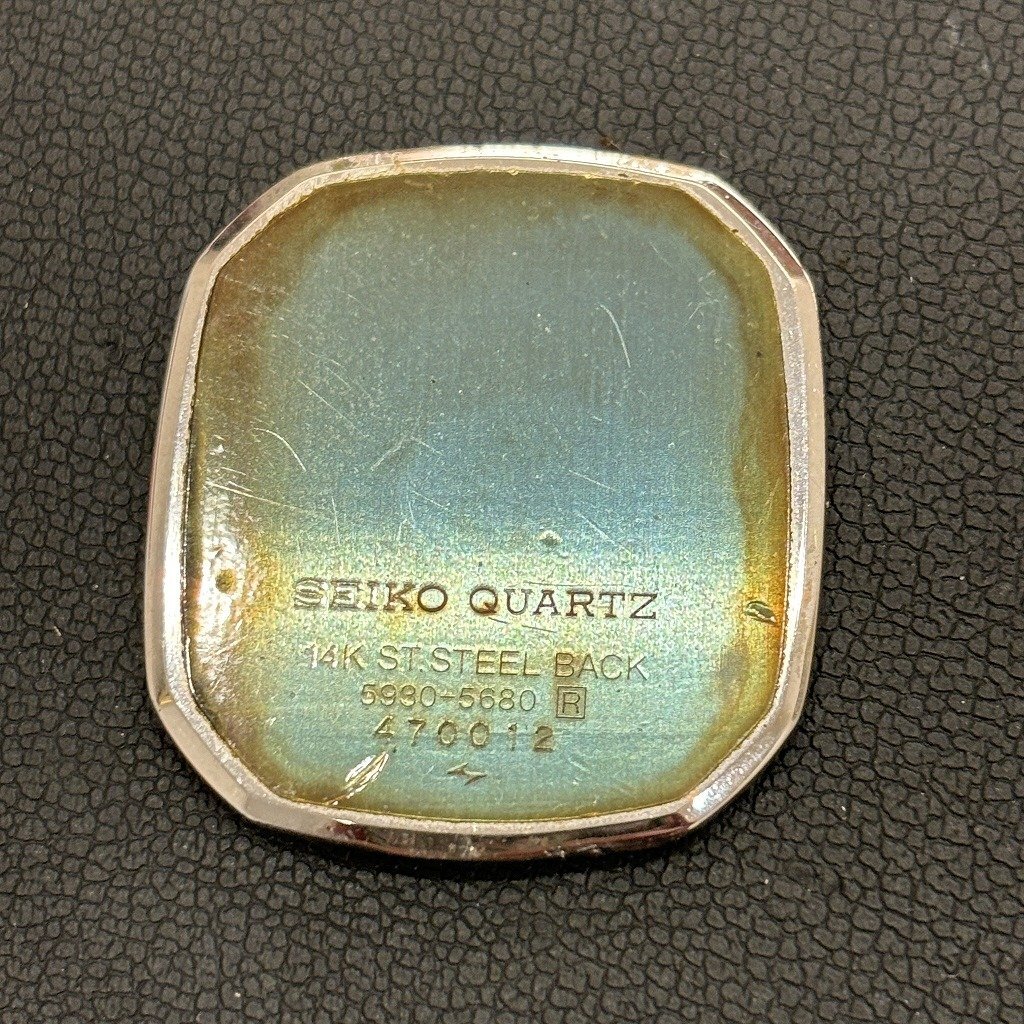 SEIKO QUARTZ
14K ST.STEEL BACK
5930-5680 R
470012